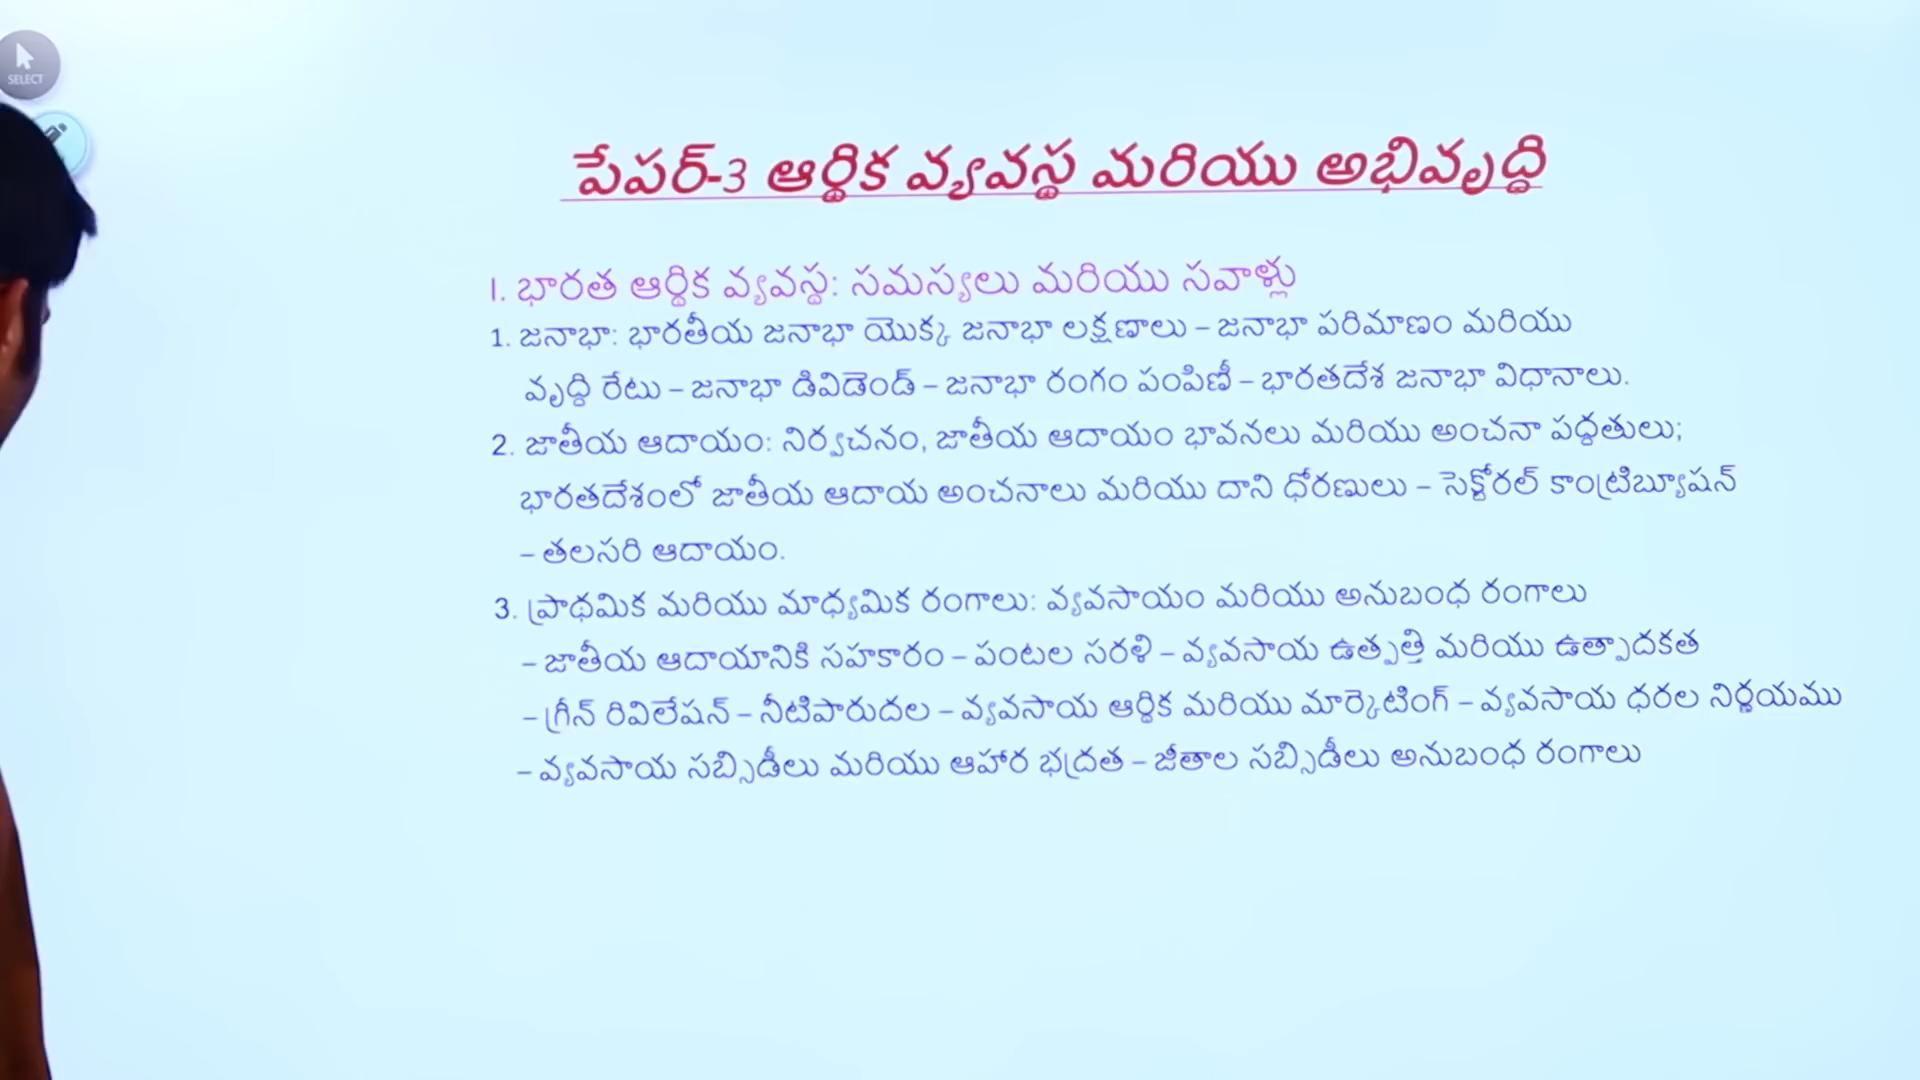 SELECT
పేపర్-3 ఆర్థిక వ్యవస్థ మరియు అభివృద్ధి
I. భారత ఆర్థిక వ్యవస్థ: సమస్యలు మరియు సవాళ్లు
1. జనాభా: భారతీయ జనాభా యొక్క జనాభా లక్షణాలు – జనాభా పరిమాణం మరియు
వృద్ధి రేటు – జనాభా డివిడెండ్ – జనాభా రంగం పంపిణీ – భారతదేశ జనాభా విధానాలు.
2. జాతీయ ఆదాయం: నిర్వచనం, జాతీయ ఆదాయం భావనలు మరియు అంచనా పద్ధతులు;
భారతదేశంలో జాతీయ ఆదాయ అంచనాలు మరియు దాని ధోరణులు – సెక్టోరల్ కాంట్రిబ్యూషన్
– తలసరి ఆదాయం.
3. ప్రాథమిక మరియు మాధ్యమిక రంగాలు: వ్యవసాయం మరియు అనుబంధ రంగాలు
– జాతీయ ఆదాయానికి సహకారం – పంటల సరళి – వ్యవసాయ ఉత్పత్తి మరియు ఉత్పాదకత
– గ్రీన్ రివిలేషన్ – నీటిపారుదల – వ్యవసాయ ఆర్థిక మరియు మార్కెటింగ్ – వ్యవసాయ ధరల నిర్ణయము
– వ్యవసాయ సబ్సిడీలు మరియు ఆహార భద్రత – జీతాల సబ్సిడీలు అనుబంధ రంగాలు